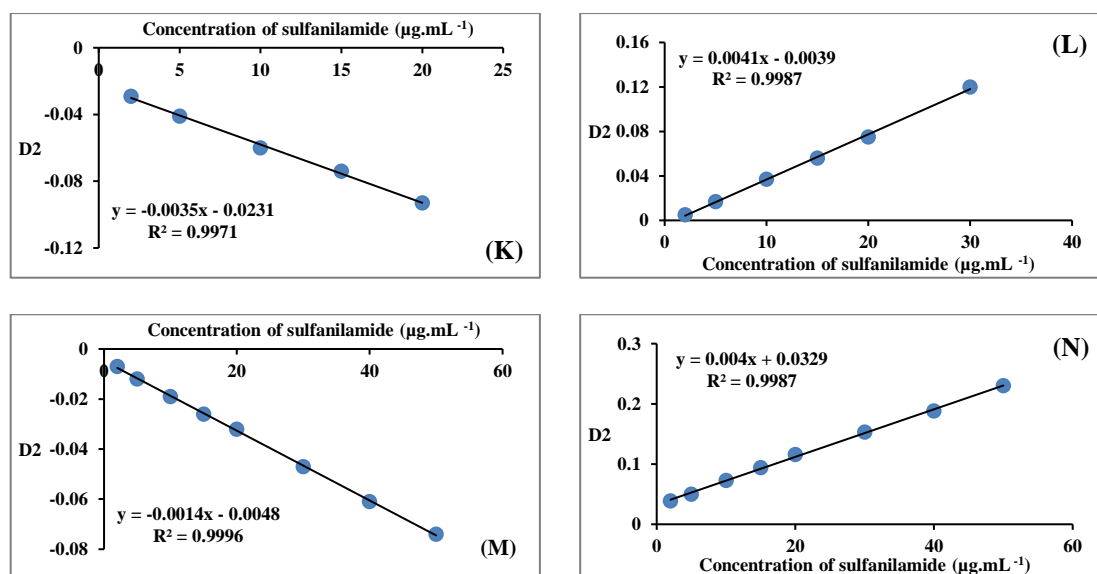 Concentration of sulfanilamide (µg.mL -1)
0
0 5 10 15 20 25
-0.04
D2
-0.08
y = -0.0035x - 0.0231
R² = 0.9971
-0.12
(K)
0.16
(L)
y = 0.0041x - 0.0039
R² = 0.9987
0.12
D2
0.08
0.04
0
0 10 20 30 40
Concentration of sulfanilamide (µg.mL -1)
Concentration of sulfanilamide (µg.mL -1)
0
0 20 40 60
-0.02
D2
-0.04
-0.06
y = -0.0014x - 0.0048
R² = 0.9996
-0.08
(M)
0.3
(N)
y = 0.004x + 0.0329
R² = 0.9987
0.2
D2
0.1
0
0 20 40 60
Concentration of sulfanilamide (µg.mL -1)